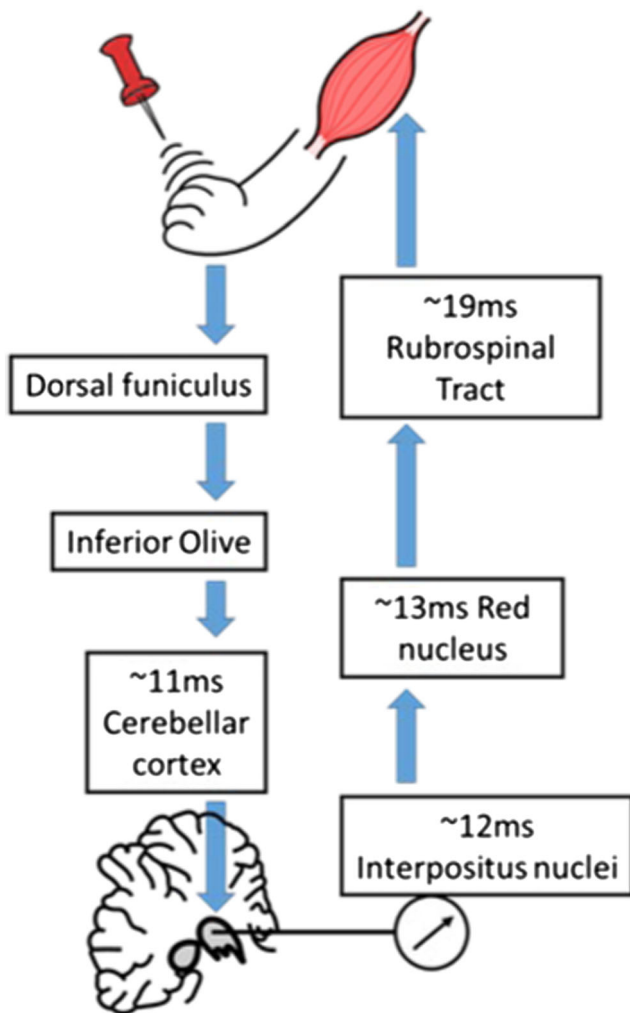 Dorsal funiculus
Inferior Olive
~11ms
Cerebellar
cortex
~12ms
Interpositus nuclei
~13ms Red
nucleus
~19ms
Rubrospinal
Tract